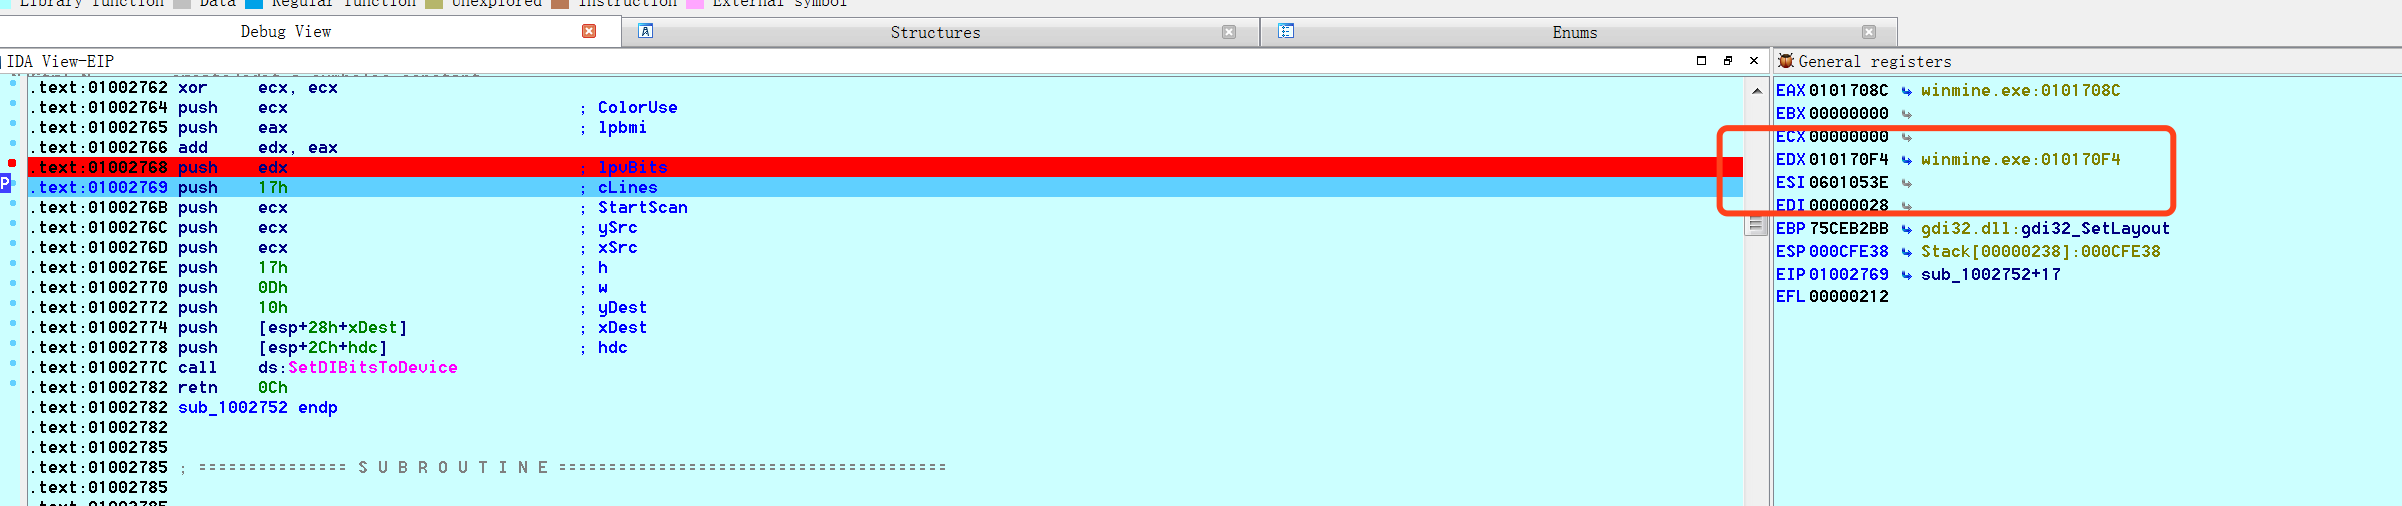 Library function Data Regular function Unexplored Instruction External symbol
Debug View Structures Enums
IDA View-EIP
General registers
.text:01002762 xor ecx, ecx
.text:01002764 push ecx ; ColorUse
.text:01002765 push eax ; lpbmi
.text:01002766 add edx, eax
.text:01002768 push edx ; lpvBits
.text:01002769 push 17h ; cLines
.text:0100276B push ecx ; StartScan
.text:0100276C push ecx ; ySrc
.text:0100276D push ecx ; xSrc
.text:0100276E push 17h ; h
.text:01002770 push 0Dh ; w
.text:01002772 push 10h ; yDest
.text:01002774 push [esp+28h+xDest] ; xDest
.text:01002778 push [esp+2Ch+hdc] ; hdc
.text:0100277C call ds:SetDIBitsToDevice
.text:01002782 retn 0Ch
.text:01002782 sub_1002752 endp
.text:01002782
.text:01002785
.text:01002785 ; =============== S U B R O U T I N E =======================================
.text:01002785
EAX 0101708C winmine.exe:0101708C
EBX 00000000
ECX 00000000
EDX 010170F4 winmine.exe:010170F4
ESI 0601053E
EDI 00000028
EBP 75CEB2BB gdi32.dll:gdi32_SetLayout
ESP 000CFE38 Stack[00000238]:000CFE38
EIP 01002769 sub_1002752+17
EFL 00000212